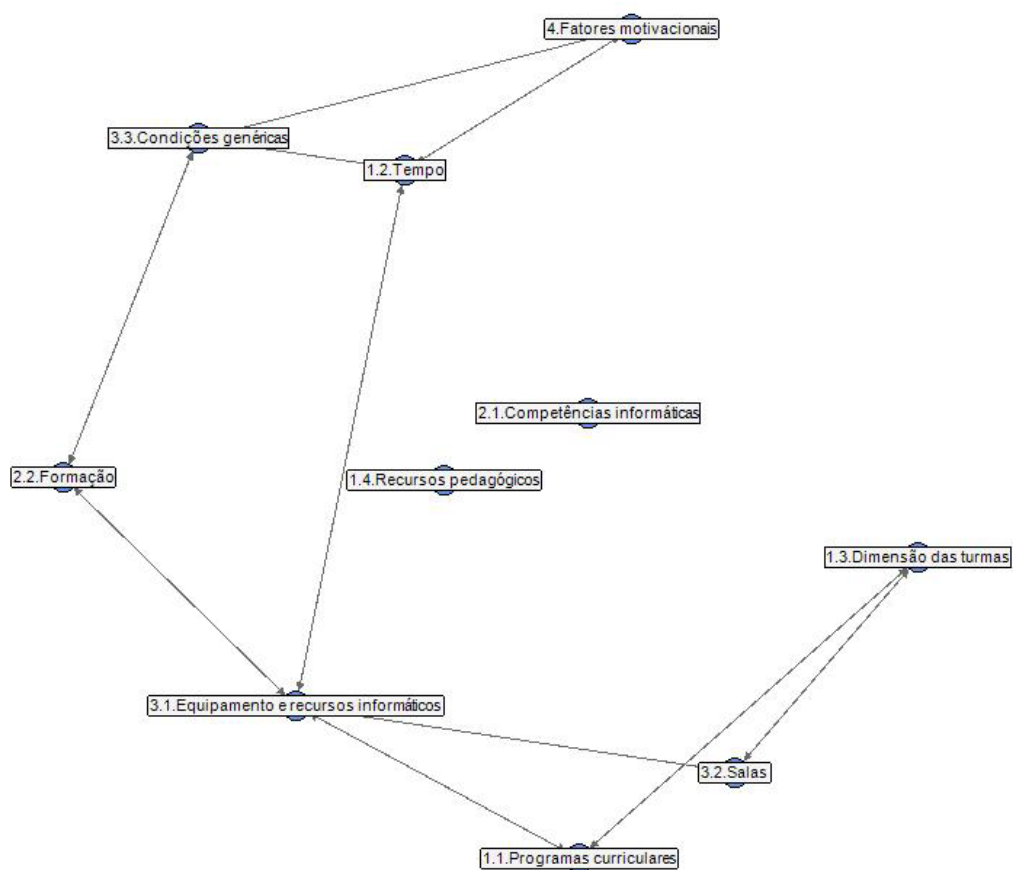 4.Fatores motivacionais
3.3.Condições genéricas
1.2.Tempo
2.1.Competências informáticas
2.2.Formação
1.4.Recursos pedagógicos
1.3.Dimensão das turmas
3.1.Equipamento e recursos informáticos
3.2.Salas
1.1.Programas curriculares